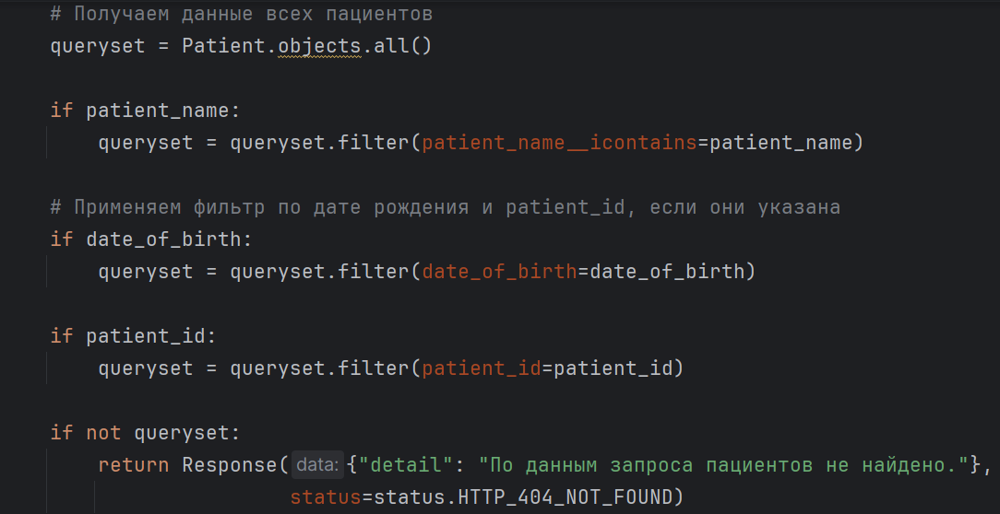 # Получаем данные всех пациентов
queryset = Patient.objects.all()
if patient_name:
queryset = queryset.filter(patient_name__icontains=patient_name)
# Применяем фильтр по дате рождения и patient_id, если они указана
if date_of_birth:
queryset = queryset.filter(date_of_birth=date_of_birth)
if patient_id:
queryset = queryset.filter(patient_id=patient_id)
if not queryset:
return Response(data: {"detail": "По данным запроса пациентов не найдено."},
status=status.HTTP_404_NOT_FOUND)